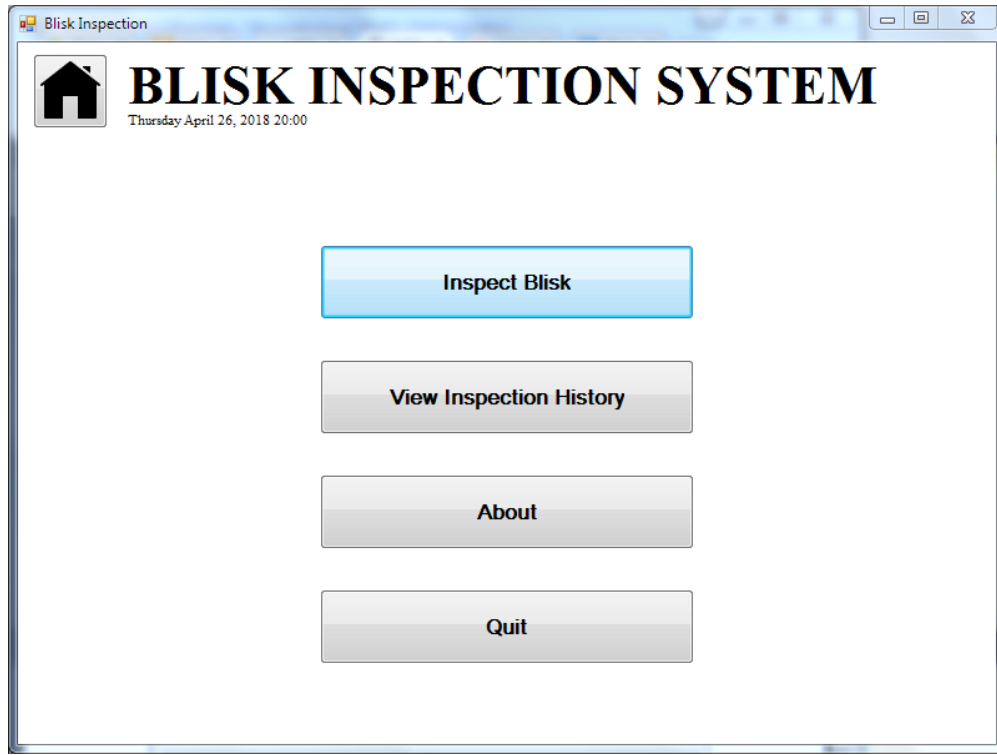 Blisk Inspection
BLISK INSPECTION SYSTEM
Thursday April 26, 2018 20:00
Inspect Blisk
View Inspection History
About
Quit